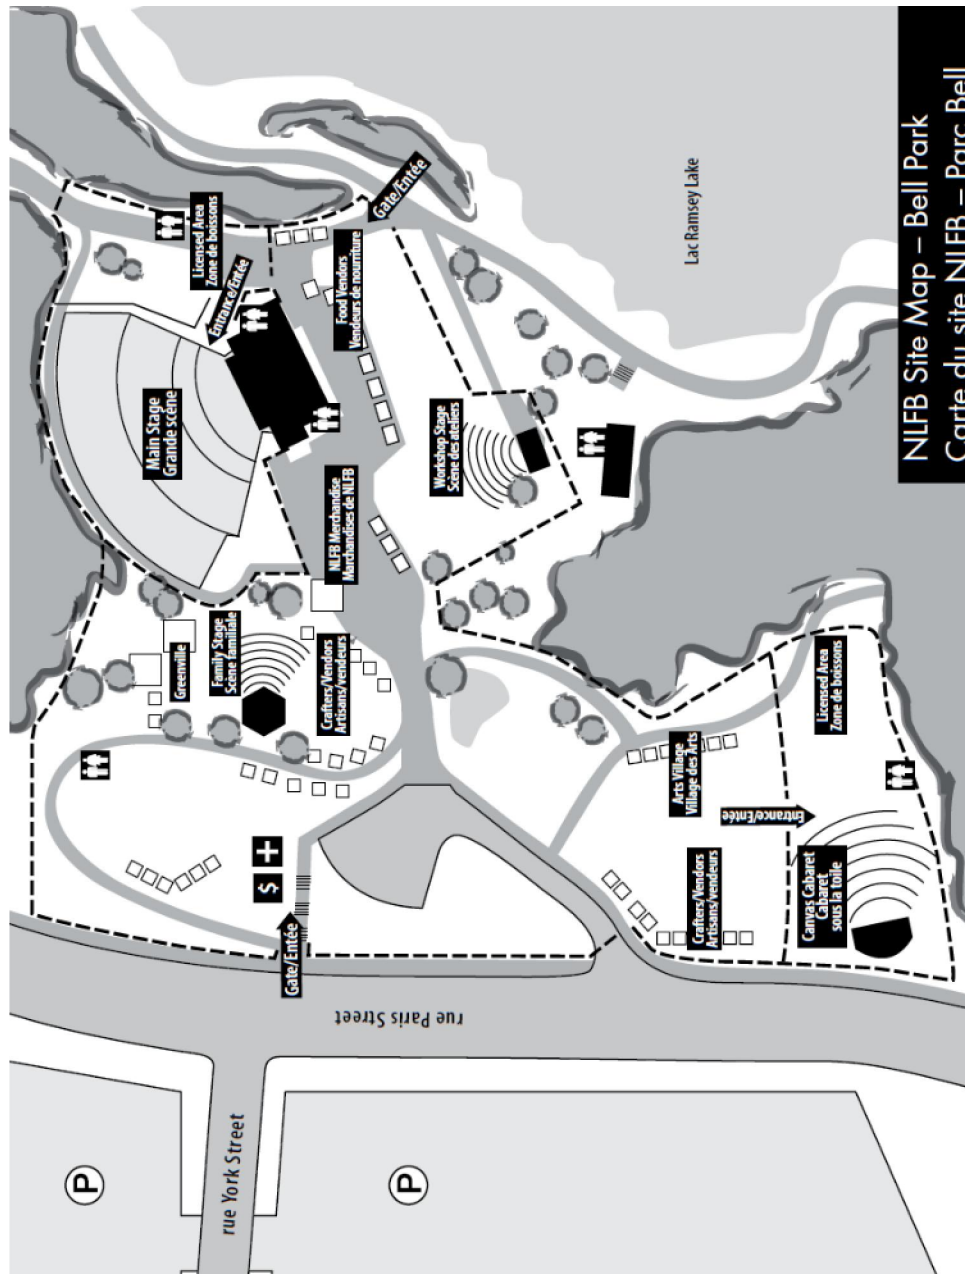 NLFB Site Map – Bell Park
Carte du site NLFB – Parc Bell
Lac Ramsey Lake
Gate/Entée
Licensed Area
Zone de boissons
Entrance/Entée
Food Vendors
Vendeurs de nourriture
Main Stage
Grande scène
Workshop Stage
Scène des ateliers
NLFB Merchandise
Marchandises de NLFB
Greenville
Family Stage
Scène familiale
Crafters/Vendors
Artisans/vendeurs
$ +
Gate/Entée
Arts Village
Village des Arts
Licensed Area
Zone de boissons
Entrance/Entée
Crafters/Vendors
Artisans/vendeurs
Canvas Cabaret
Cabaret
sous la toile
rue Paris Street
rue York Street
P
P